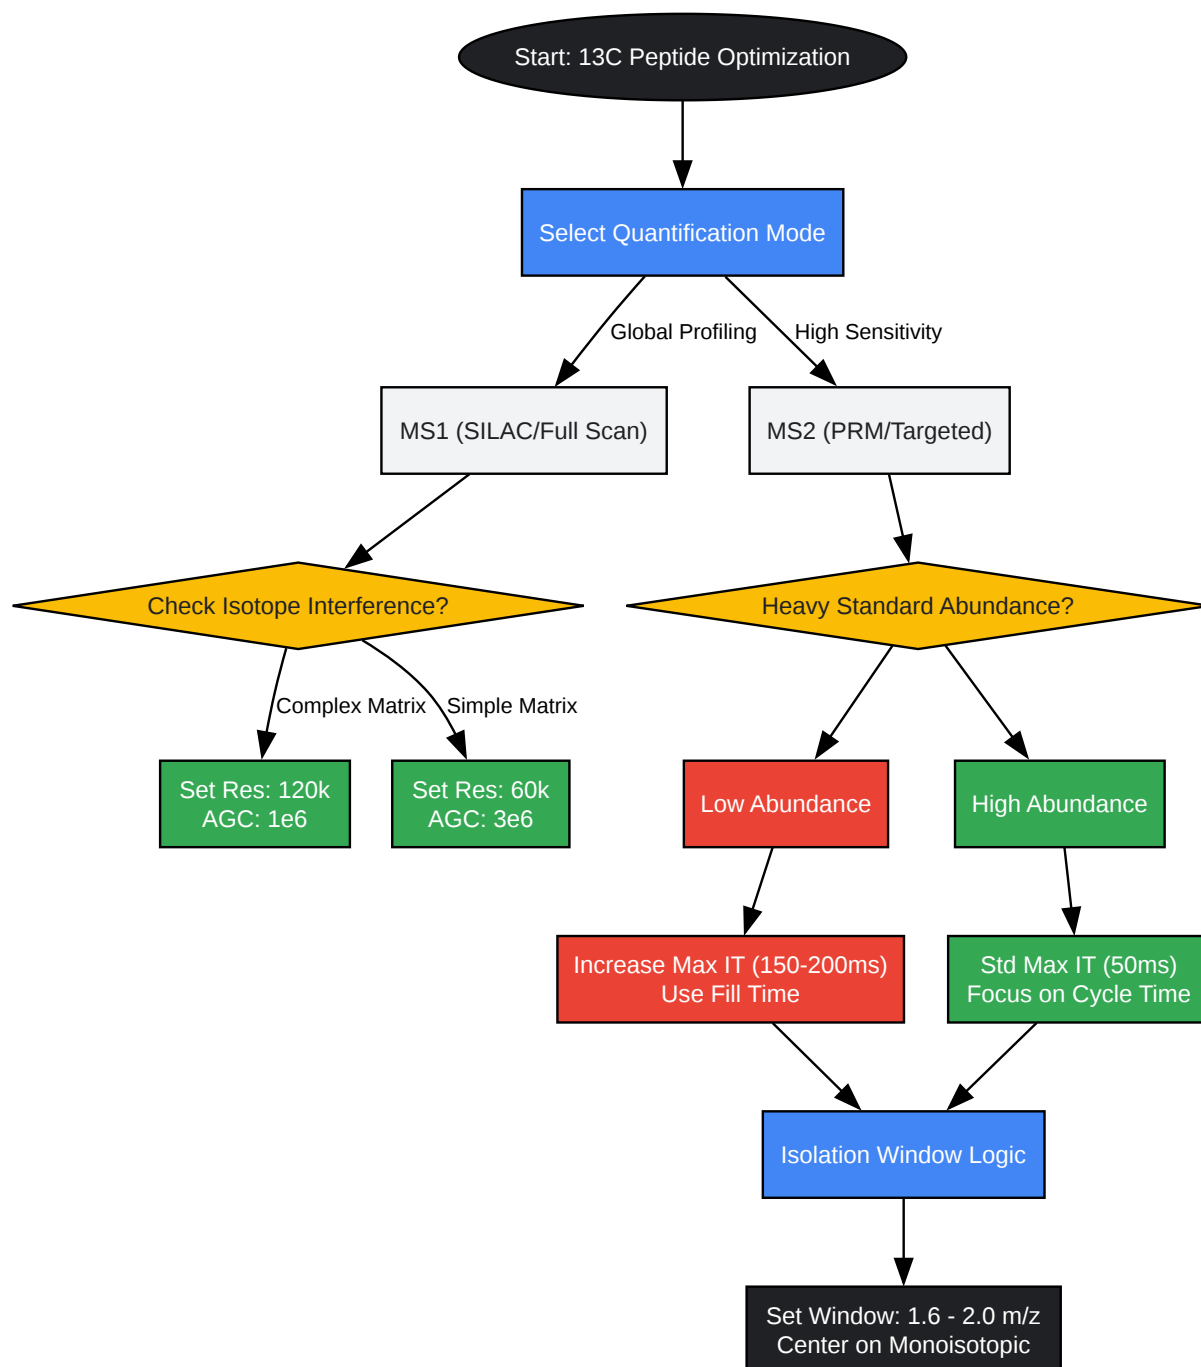 Start: 13C Peptide Optimization
Select Quantification Mode
Global Profiling
High Sensitivity
MS1 (SILAC/Full Scan)
MS2 (PRM/Targeted)
Check Isotope Interference?
Heavy Standard Abundance?
Complex Matrix
Simple Matrix
Set Res: 120k
AGC: 1e6
Set Res: 60k
AGC: 3e6
Low Abundance
High Abundance
Increase Max IT (150-200ms)
Use Fill Time
Std Max IT (50ms)
Focus on Cycle Time
Isolation Window Logic
Set Window: 1.6 - 2.0 m/z
Center on Monoisotopic